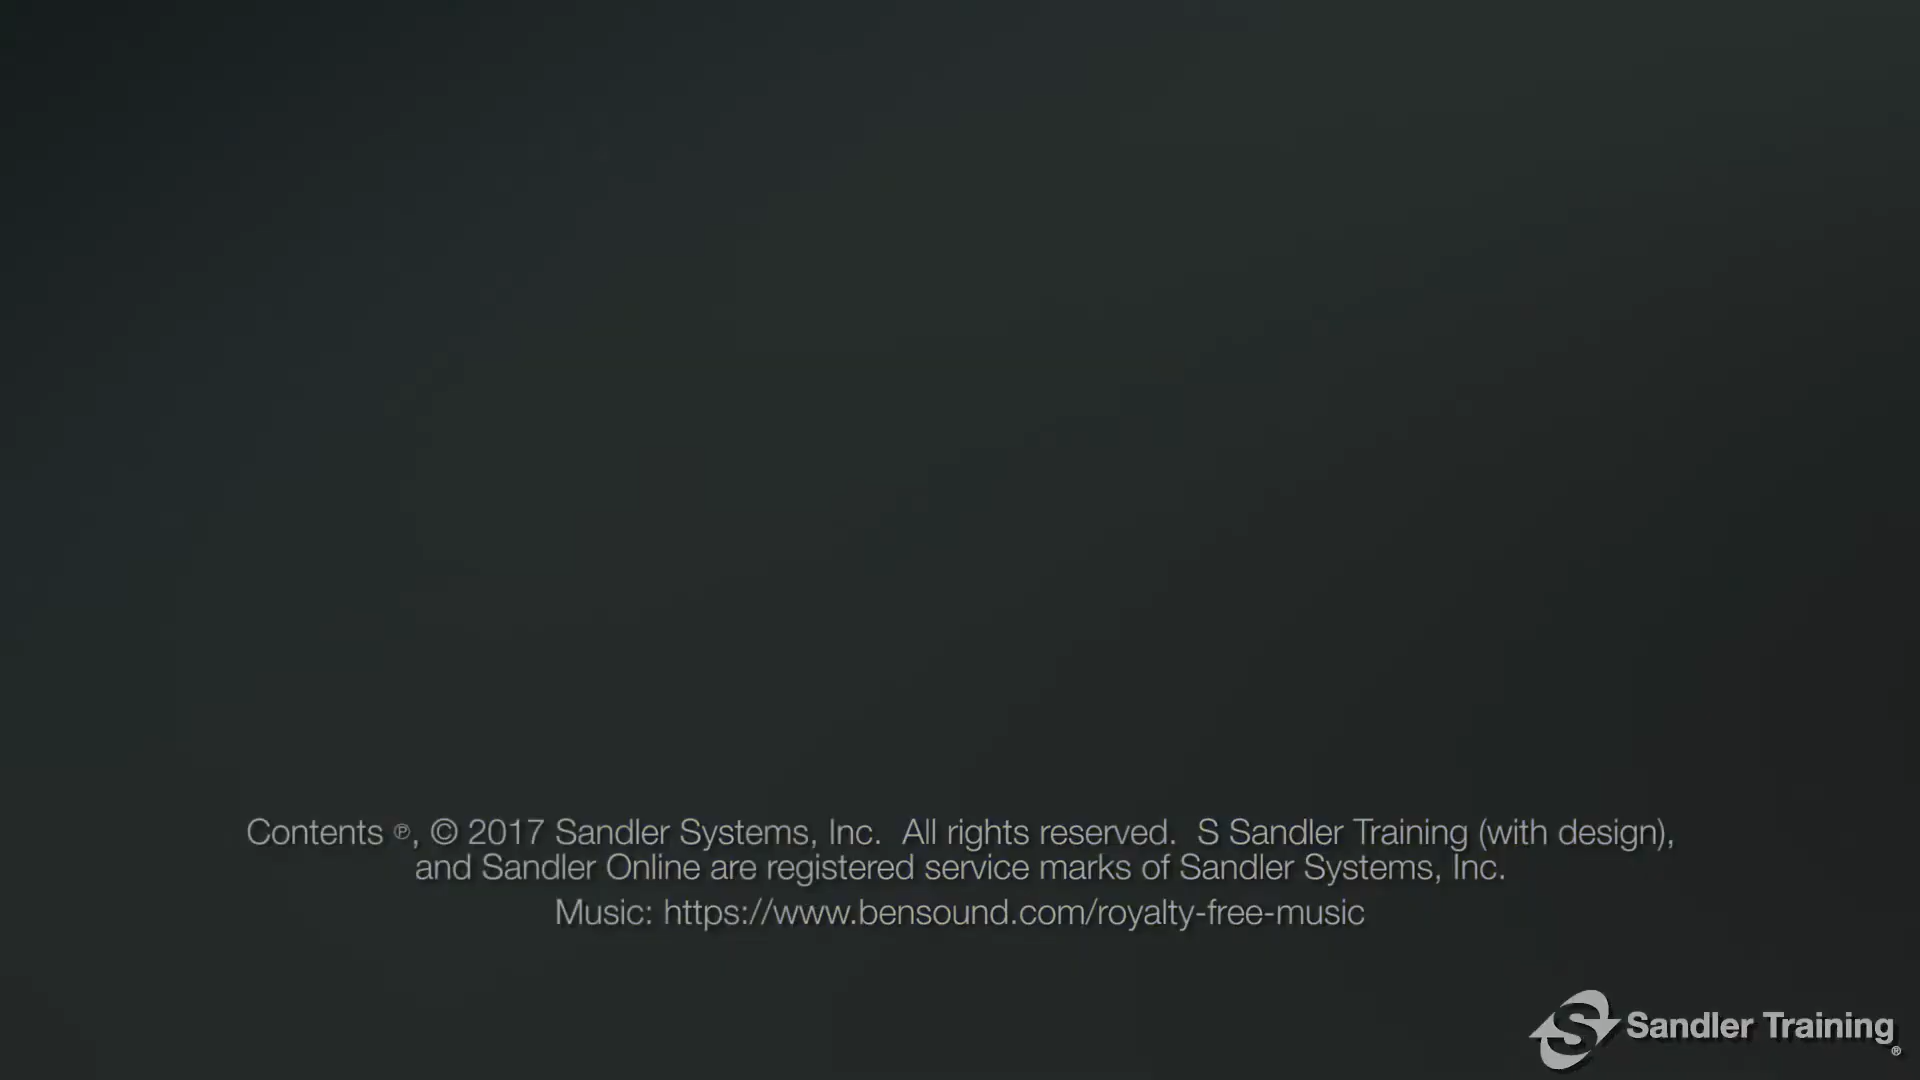 Contents ℗, © 2017 Sandler Systems, Inc.  All rights reserved.  S Sandler Training (with design),
and Sandler Online are registered service marks of Sandler Systems, Inc.
Music: https://www.bensound.com/royalty-free-music
S Sandler Training®